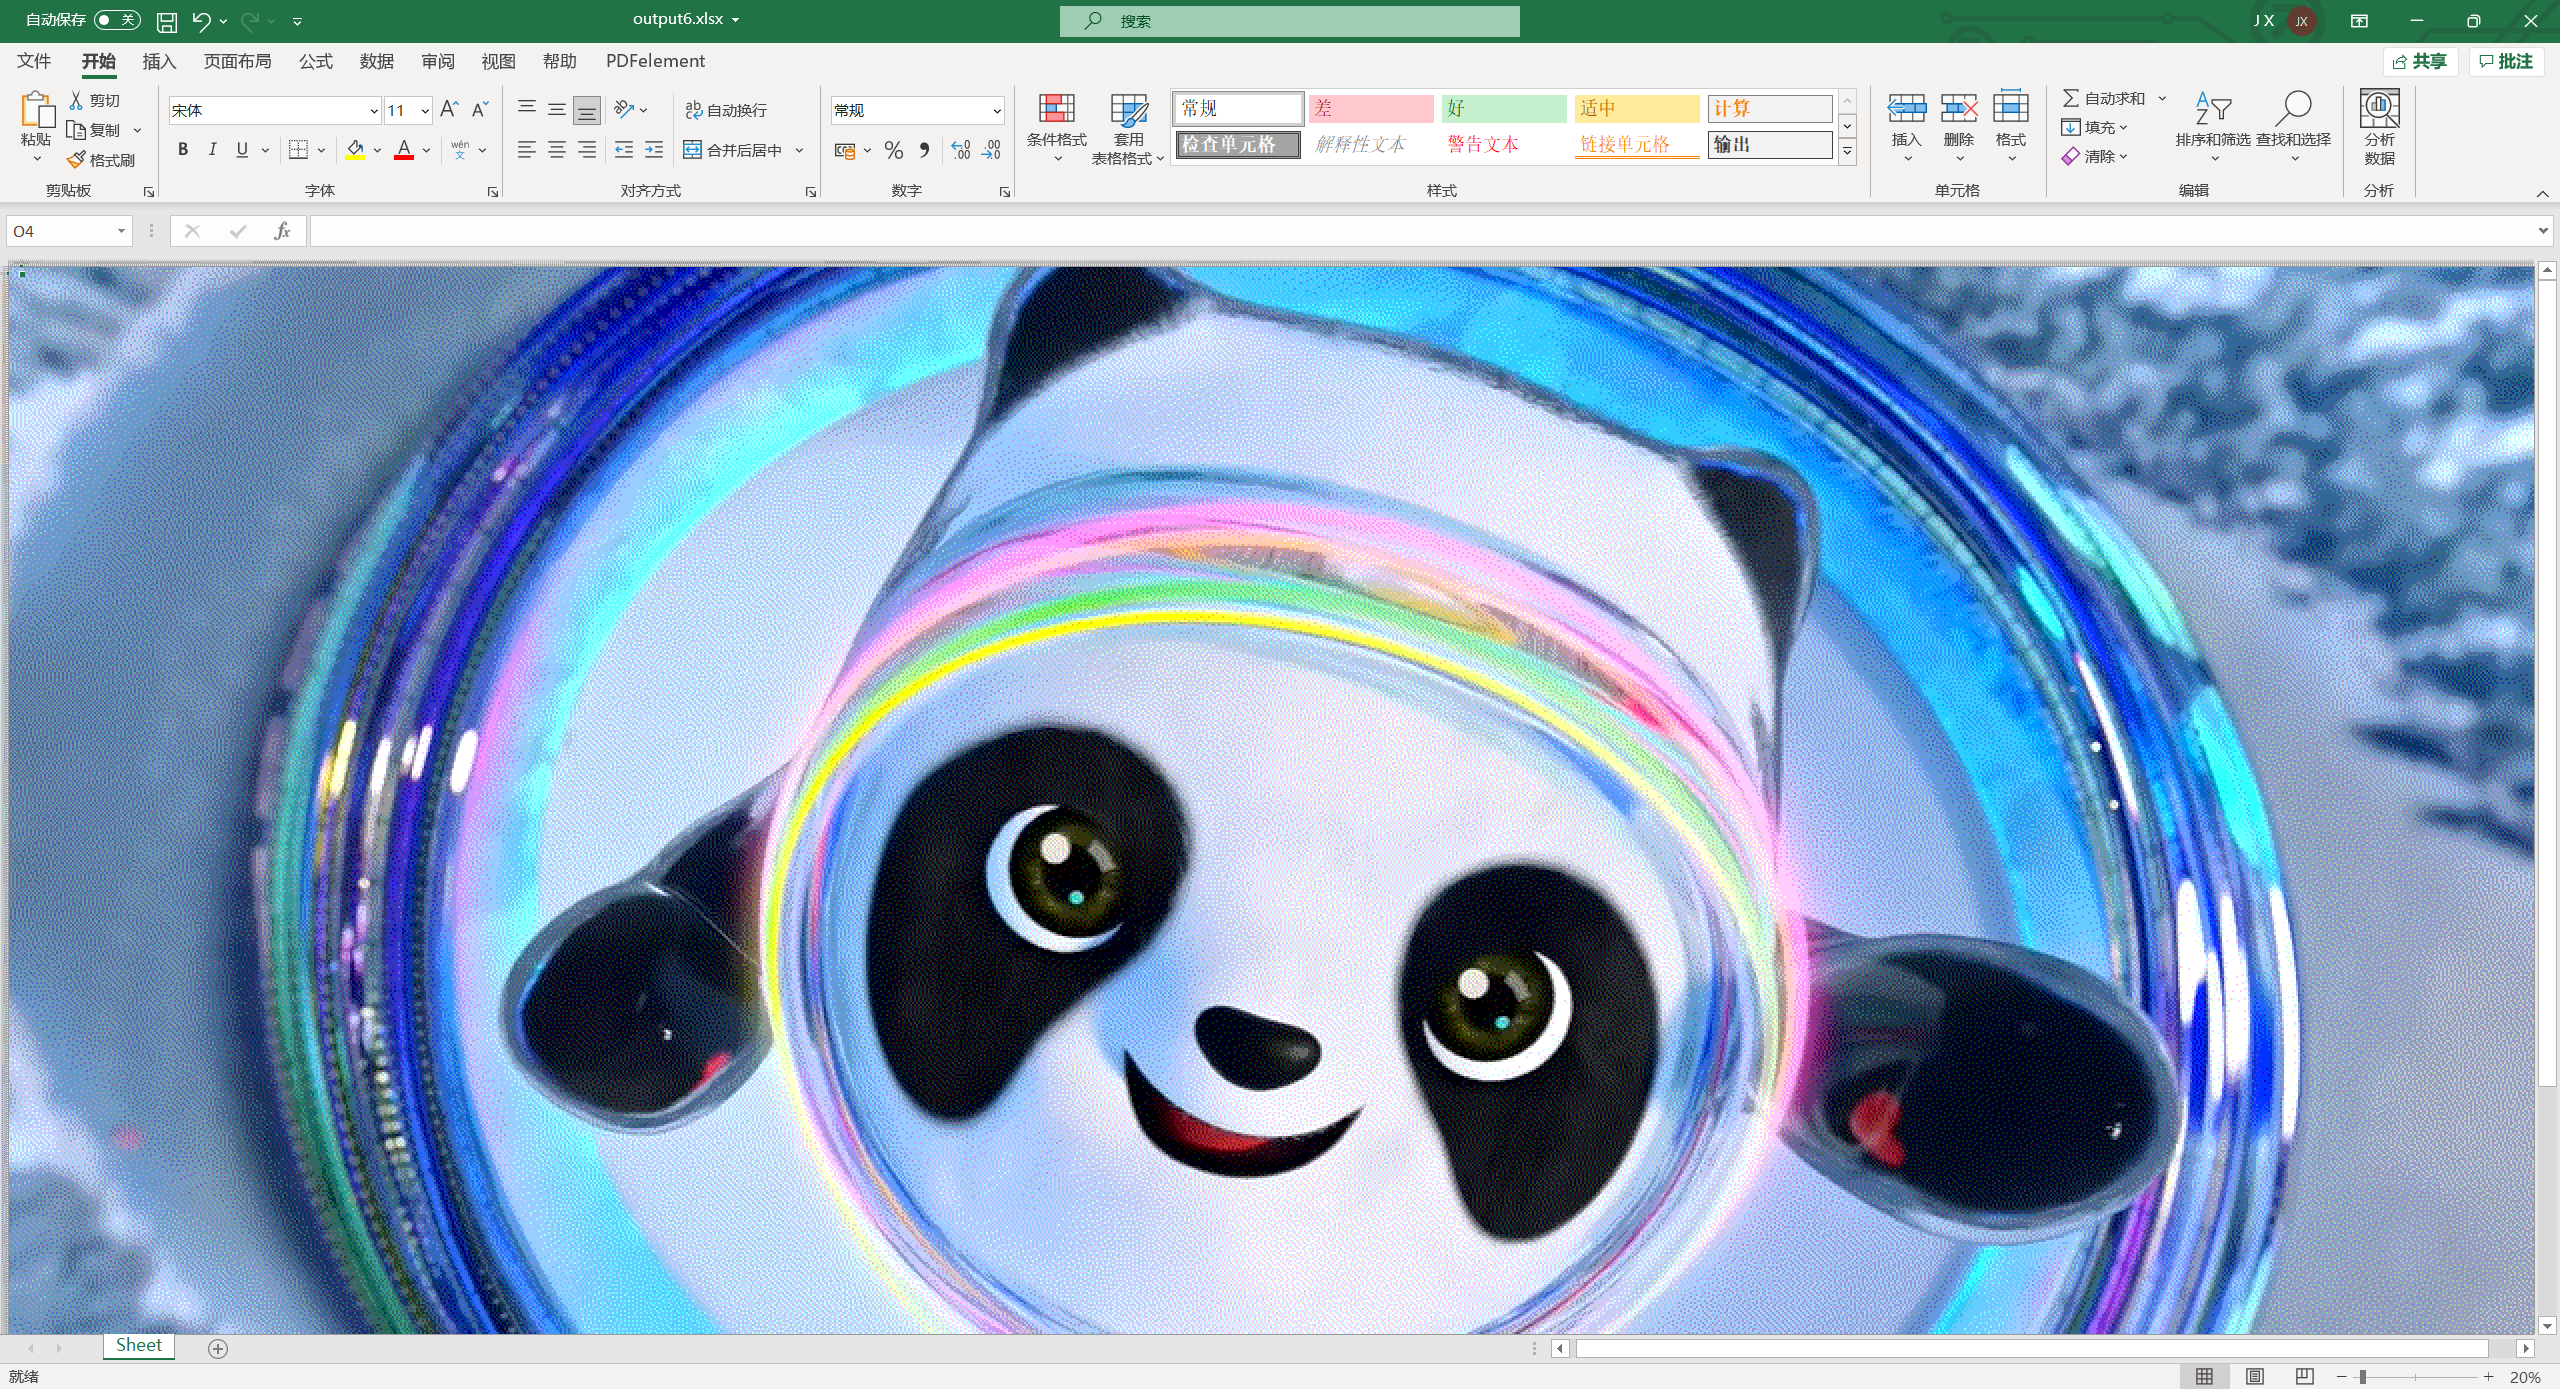 自动保存 关 output6.xlsx 搜索 J X JX
文件 开始 插入 页面布局 公式 数据 审阅 视图 帮助 PDFelement 共享 批注
粘贴 剪切 复制 格式刷 剪贴板
宋体 11 A A
B I U A wén 文 字体
自动换行 合并后居中 对齐方式
常规 % 数字
条件格式 套用 表格格式
常规 差 好 适中 计算
检查单元格 解释性文本 警告文本 链接单元格 输出
样式
插入 删除 格式 单元格
自动求和 填充 清除 排序和筛选 查找和选择 编辑
分析 数据 分析
O4 fx
Sheet
就绪 20%